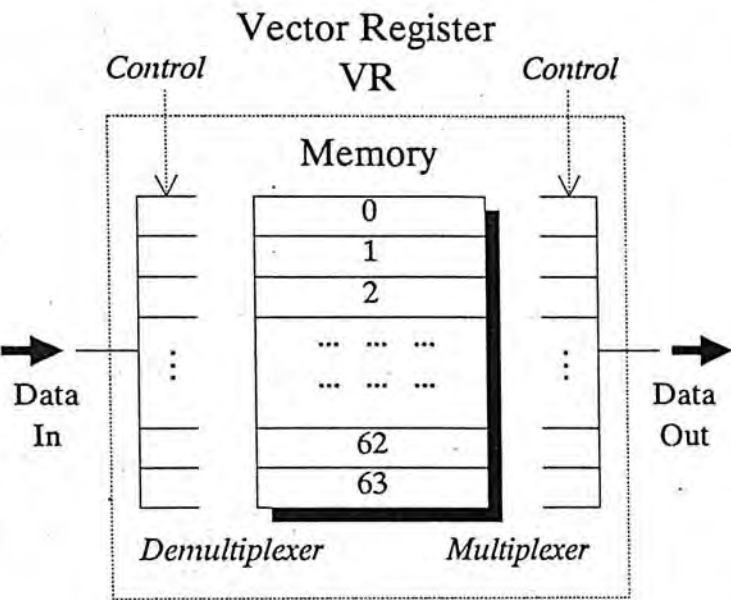 Vector Register
Control VR Control
Memory
0
1
2
... ... ...
... ... ...
Data In
62
63
Data Out
Demultiplexer Multiplexer